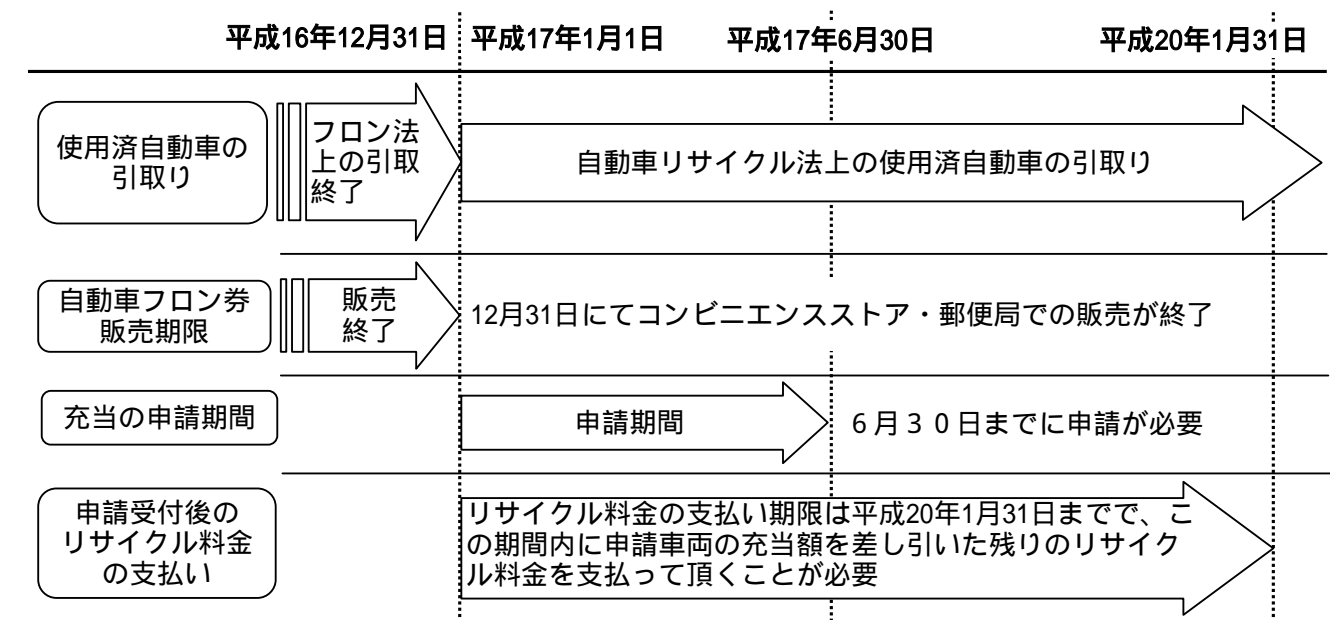 平成16年12月31日 平成17年1月1日 平成17年6月30日 平成20年1月31日
使用済自動車の
引取り
フロン法
上の引取
終了
自動車リサイクル法上の使用済自動車の引取り
自動車フロン券
販売期限
販売
終了
12月31日にてコンビニエンスストア・郵便局での販売が終了
充当の申請期間
申請期間
６月３０日までに申請が必要
申請受付後の
リサイクル料金
の支払い
リサイクル料金の支払い期限は平成20年1月31日までで、こ
の期間内に申請車両の充当額を差し引いた残りのリサイク
ル料金を支払って頂くことが必要